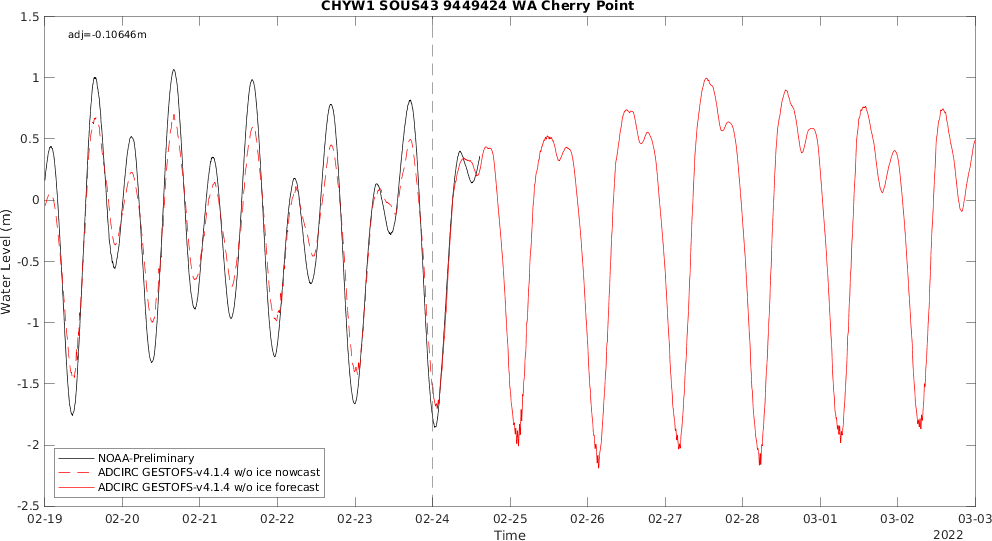 CHYW1 SOUS43 9449424 WA Cherry Point
adj=-0.10646m
1.5
1
0.5
0
-0.5
-1
-1.5
-2
-2.5
Water Level (m)
NOAA-Preliminary
ADCIRC GESTOFS-v4.1.4 w/o ice nowcast
ADCIRC GESTOFS-v4.1.4 w/o ice forecast
02-19 02-20 02-21 02-22 02-23 02-24 02-25 02-26 02-27 02-28 03-01 03-02 03-03
Time
2022